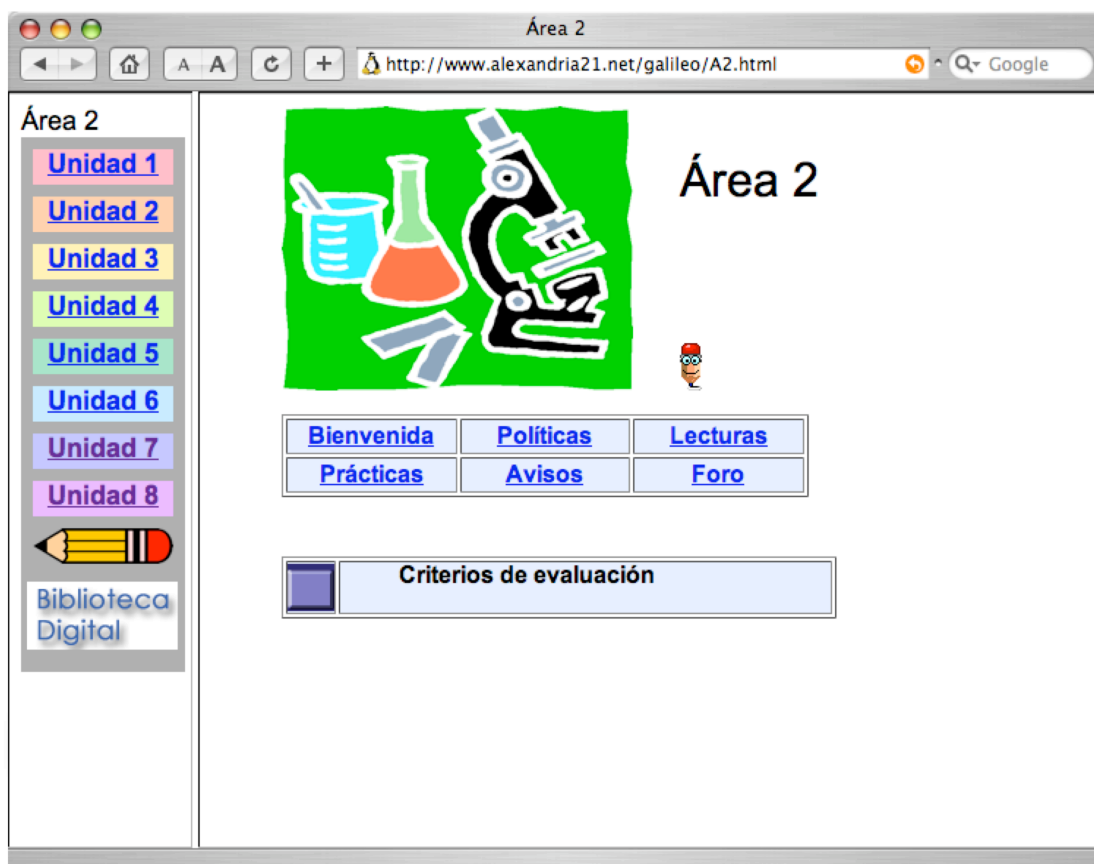 Área 2
A A
http://www.alexandria21.net/galileo/A2.html
Google
Área 2
Unidad 1
Unidad 2
Unidad 3
Unidad 4
Unidad 5
Unidad 6
Unidad 7
Unidad 8
Biblioteca
Digital
Área 2
Bienvenida Políticas Lecturas
Prácticas Avisos Foro
Criterios de evaluación